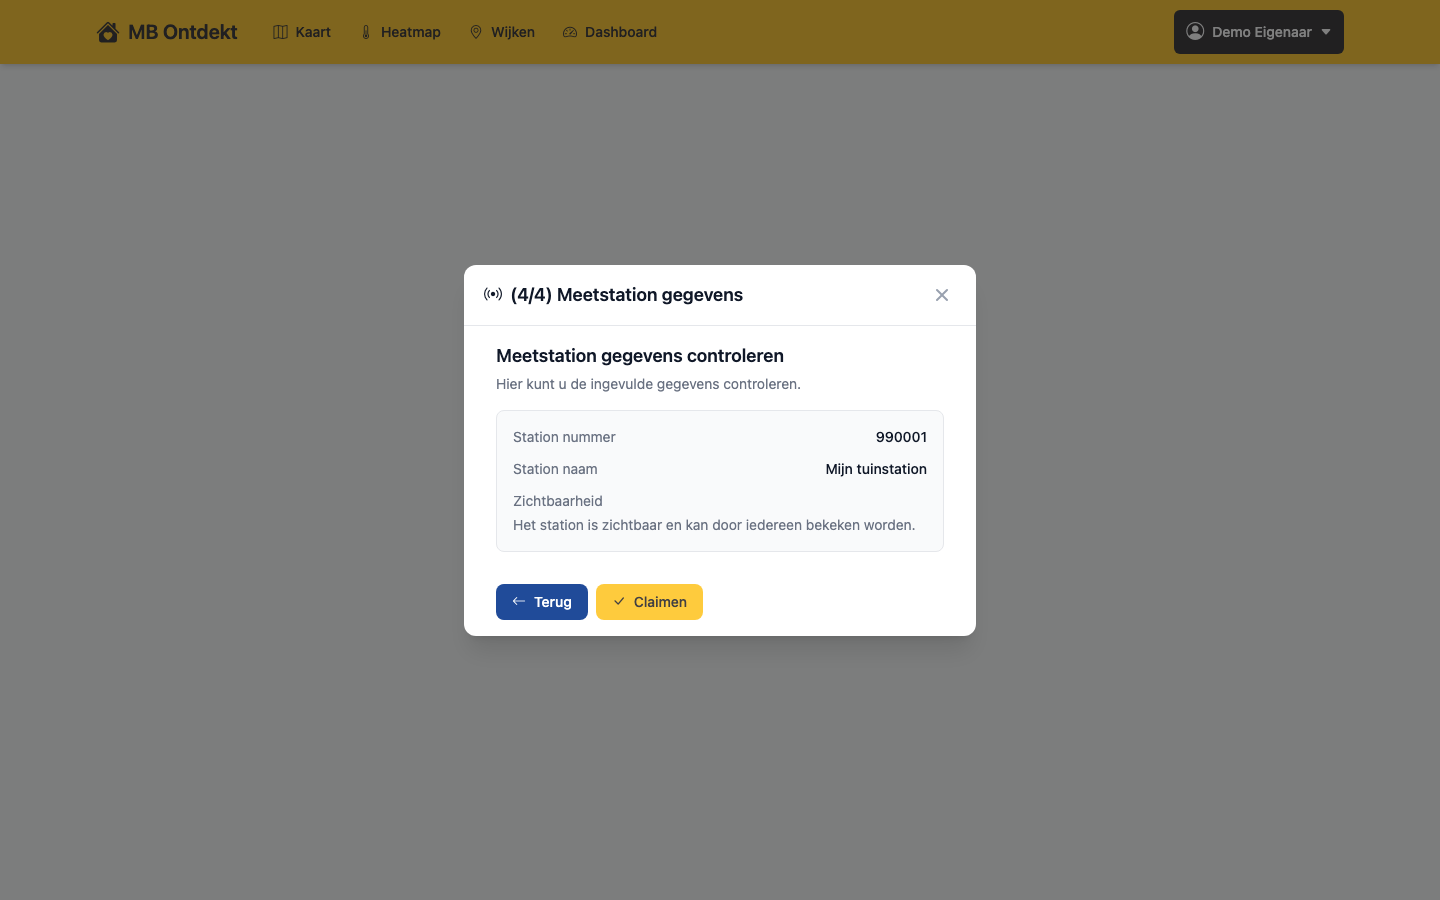 MB Ontdekt
Kaart
Heatmap
Wijken
Dashboard
Demo Eigenaar
(4/4) Meetstation gegevens
Meetstation gegevens controleren
Hier kunt u de ingevulde gegevens controleren.
Station nummer 990001
Station naam Mijn tuinstation
Zichtbaarheid
Het station is zichtbaar en kan door iedereen bekeken worden.
Terug
Claimen